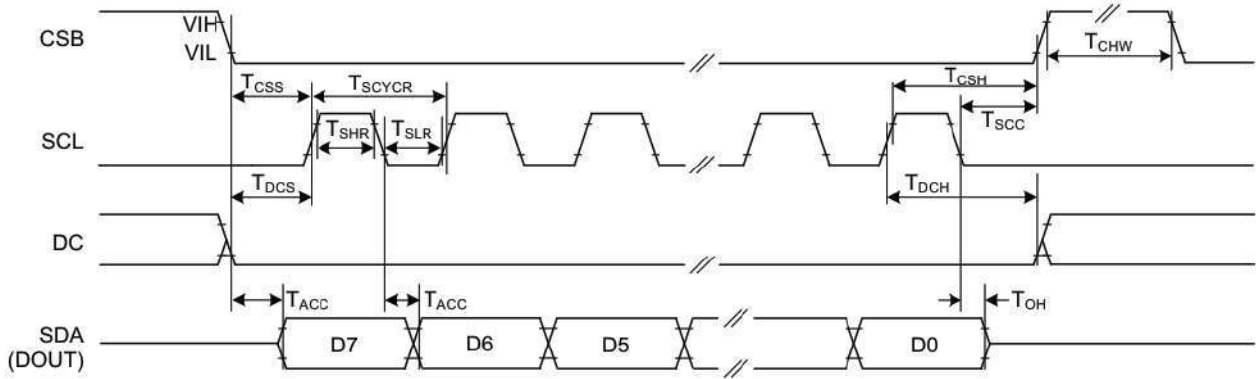 CSB
VIH
VIL
TCHW
TCSS
TSCYCR
TCSH
TSCC
SCL
TSHR
TSLR
TDCS
TDCH
DC
TACC
TACC
TOH
SDA
(DOUT)
D7
D6
D5
D0